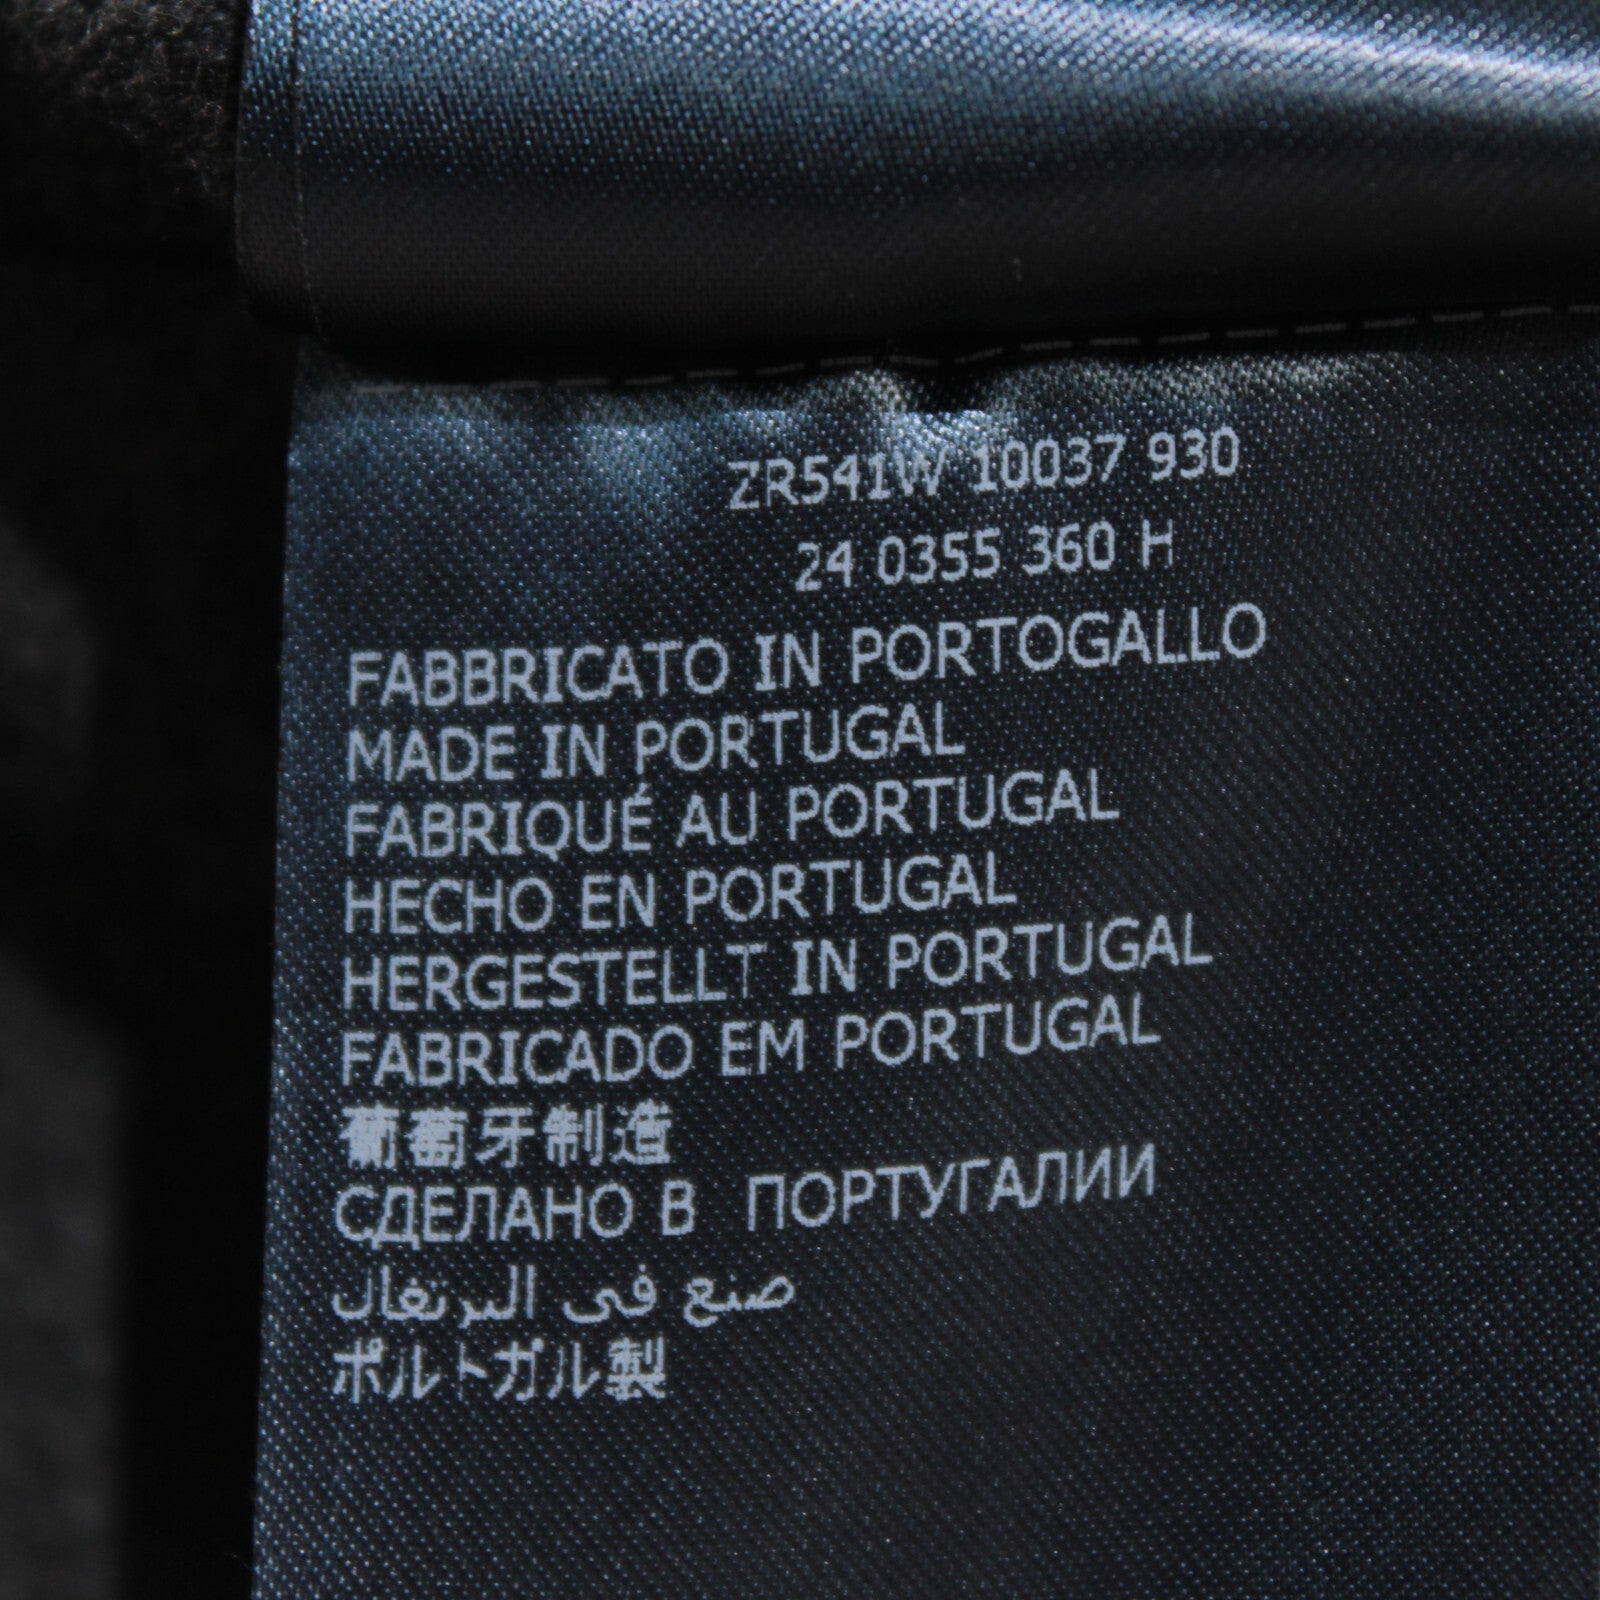 ZR541W 10037 930
24 0355 360 H
FABBRICATO IN PORTOGALLO
MADE IN PORTUGAL
FABRIQUÉ AU PORTUGAL
HECHO EN PORTUGAL
HERGESTELLT IN PORTUGAL
FABRICADO EM PORTUGAL
葡萄牙制造
СДЕЛАНО В ПОРТУГАЛИИ
صنع فى البرتغال
ポルトガル製